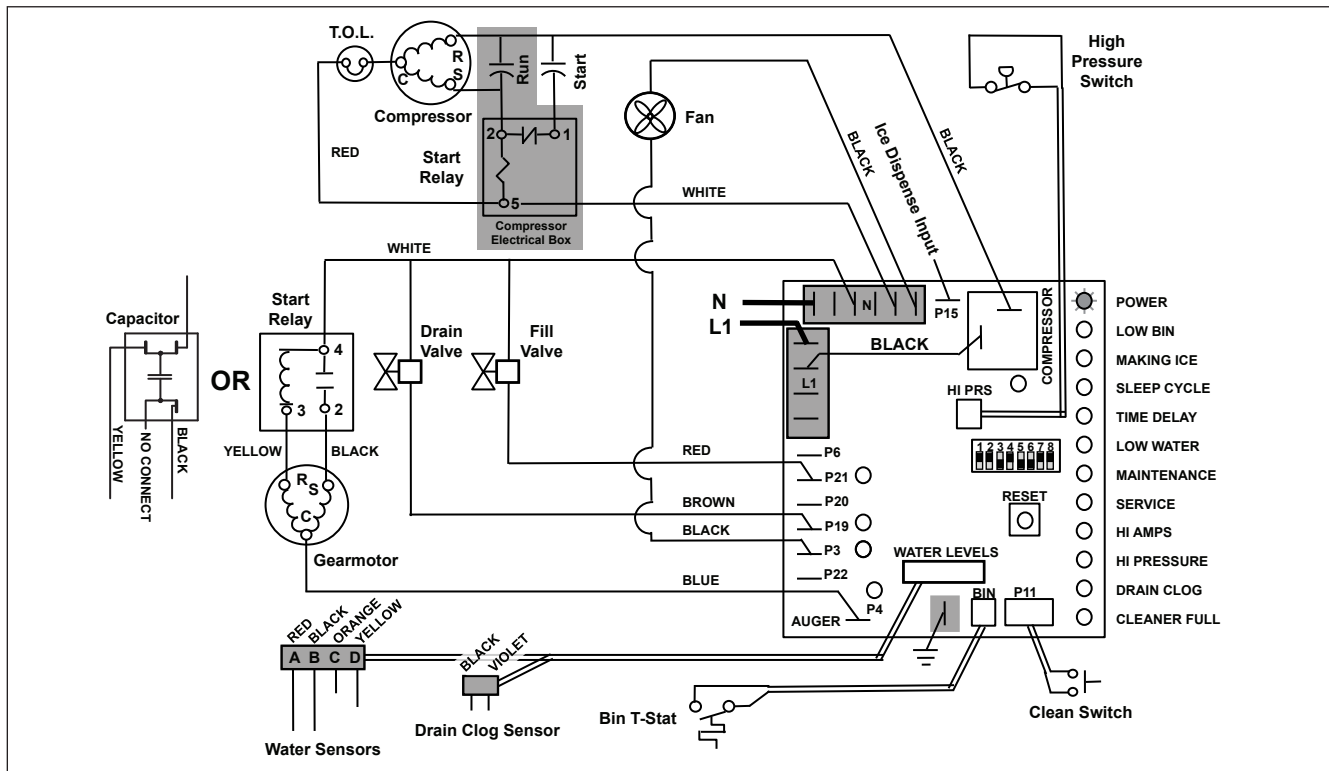 T.O.L.
R
S
C
Compressor
Run
Start
2
1
5
Start
Relay
Compressor
Electrical Box
RED
WHITE
Fan
BLACK
Ice Dispense Input
BLACK
High
Pressure
Switch
WHITE
Capacitor
YELLOW
NO CONNECT
BLACK
OR
Start
Relay
4
3
2
YELLOW
BLACK
R
S
C
Gearmotor
Drain
Valve
Fill
Valve
N
L1
N
L1
BLACK
P15
COMPRESSOR
HI PRS
1 2 3 4 5 6 7 8
RESET
RED
BROWN
BLACK
BLUE
P6
P21
P20
P19
P3
P22
P4
AUGER
WATER LEVELS
BIN
P11
POWER
LOW BIN
MAKING ICE
SLEEP CYCLE
TIME DELAY
LOW WATER
MAINTENANCE
SERVICE
HI AMPS
HI PRESSURE
DRAIN CLOG
CLEANER FULL
RED
BLACK
ORANGE
YELLOW
A B C D
Water Sensors
BLACK
VIOLET
Drain Clog Sensor
Bin T-Stat
Clean Switch